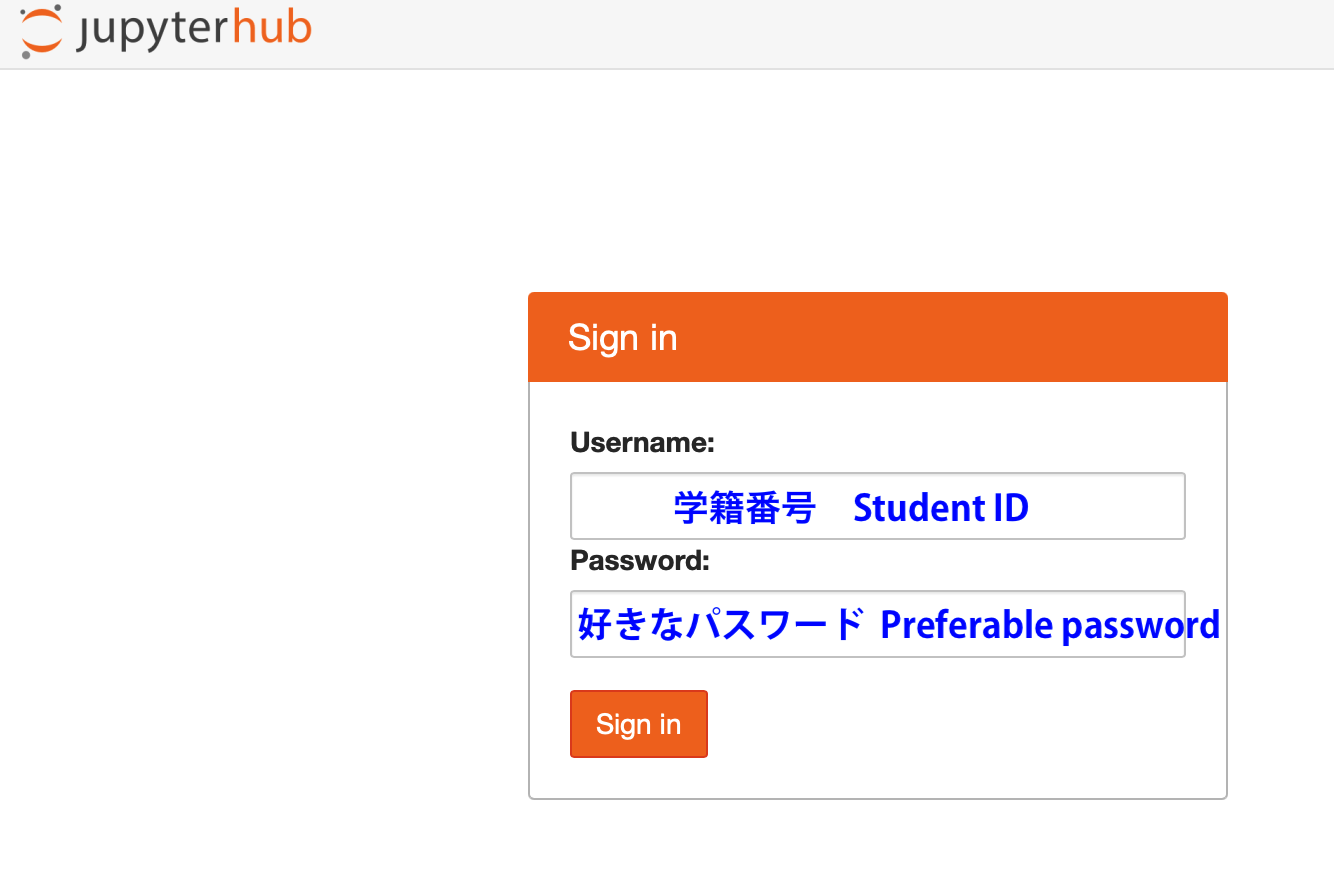 jupyterhub
Sign in
Username:
学籍番号　Student ID
Password:
好きなパスワード Preferable password
Sign in